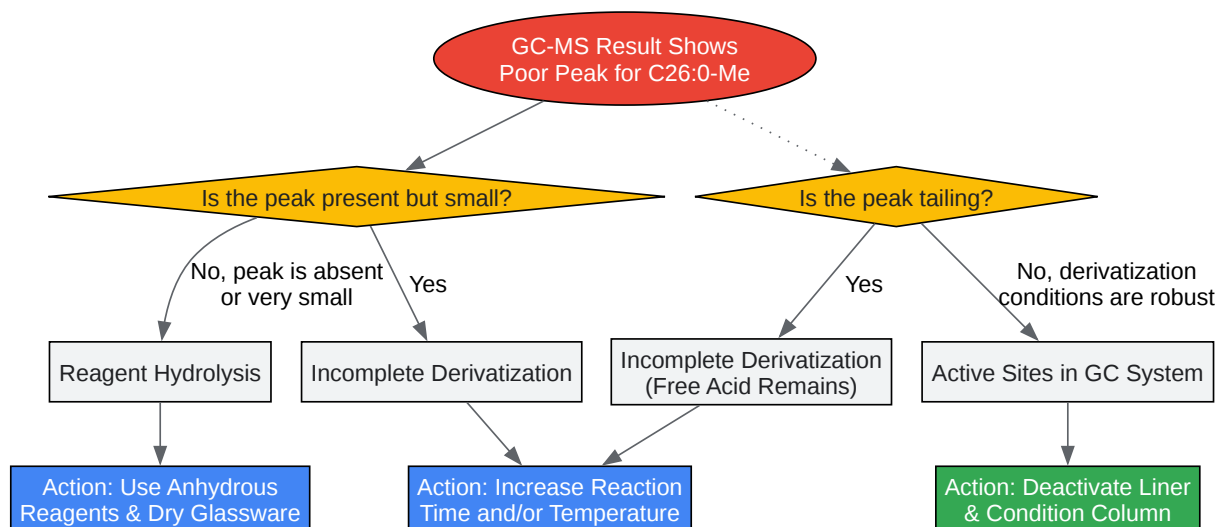 GC-MS Result Shows
Poor Peak for C26:0-Me
Is the peak present but small?
Is the peak tailing?
No, peak is absent
or very small
Yes
Yes
No, derivatization
conditions are robust
Reagent Hydrolysis
Incomplete Derivatization
Incomplete Derivatization
(Free Acid Remains)
Active Sites in GC System
Action: Use Anhydrous
Reagents & Dry Glassware
Action: Increase Reaction
Time and/or Temperature
Action: Deactivate Liner
& Condition Column